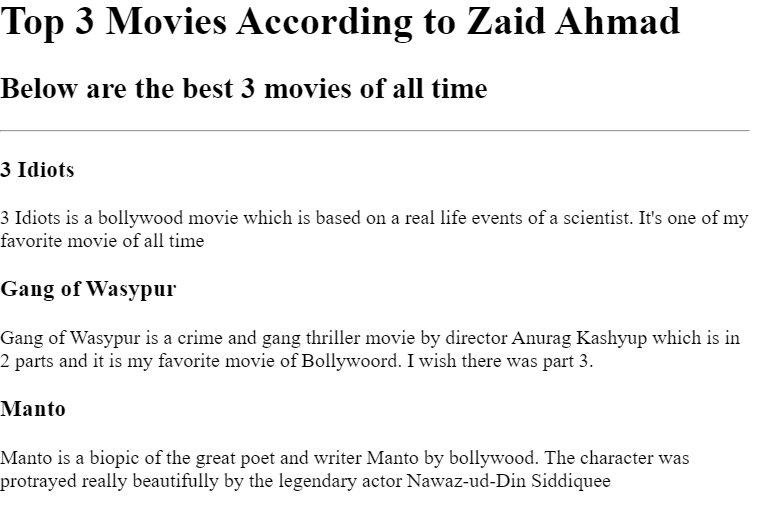 Top 3 Movies According to Zaid Ahmad
Below are the best 3 movies of all time
3 Idiots
3 Idiots is a bollywood movie which is based on a real life events of a scientist. It's one of my
favorite movie of all time
Gang of Wasypur
Gang of Wasypur is a crime and gang thriller movie by director Anurag Kashyup which is in
2 parts and it is my favorite movie of Bollywoord. I wish there was part 3.
Manto
Manto is a biopic of the great poet and writer Manto by bollywood. The character was
protrayed really beautifully by the legendary actor Nawaz-ud-Din Siddiquee